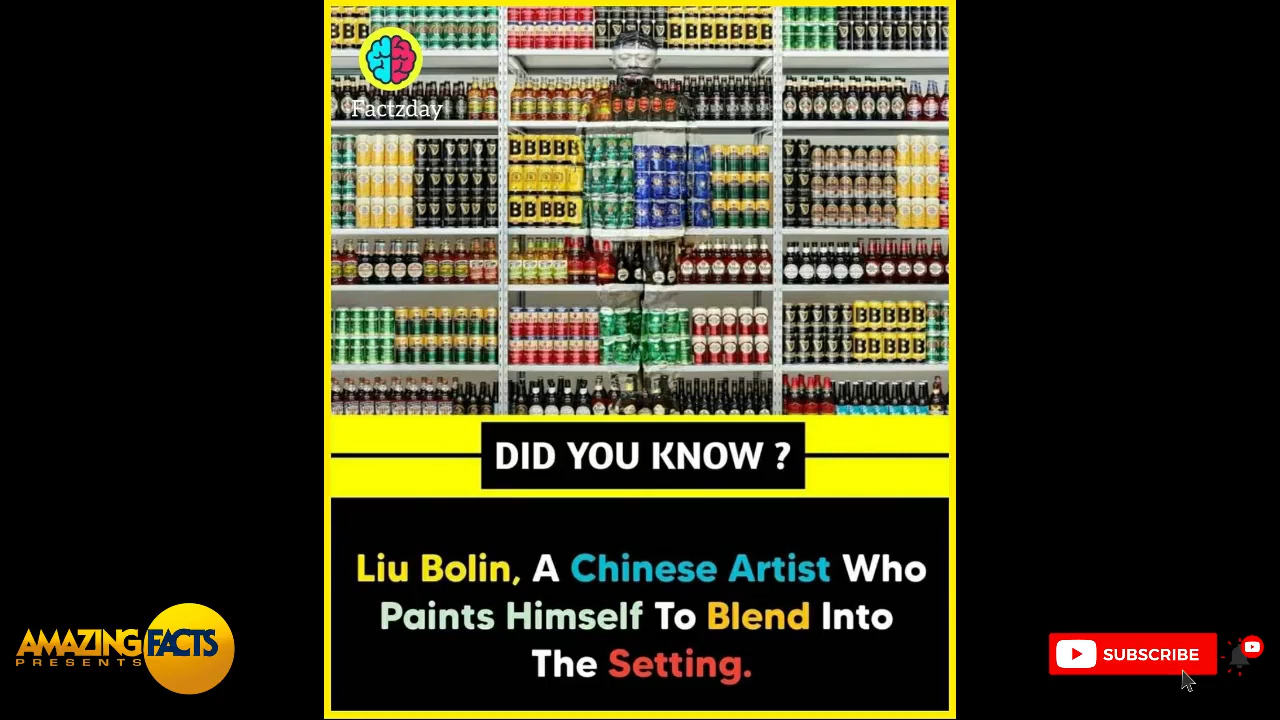 Factzday
B B B B B
B B B B B
B B B B B
DID YOU KNOW ?
Liu Bolin, A Chinese Artist Who
Paints Himself To Blend Into
The Setting.
AMAZING FACTS
PRESENTS
SUBSCRIBE